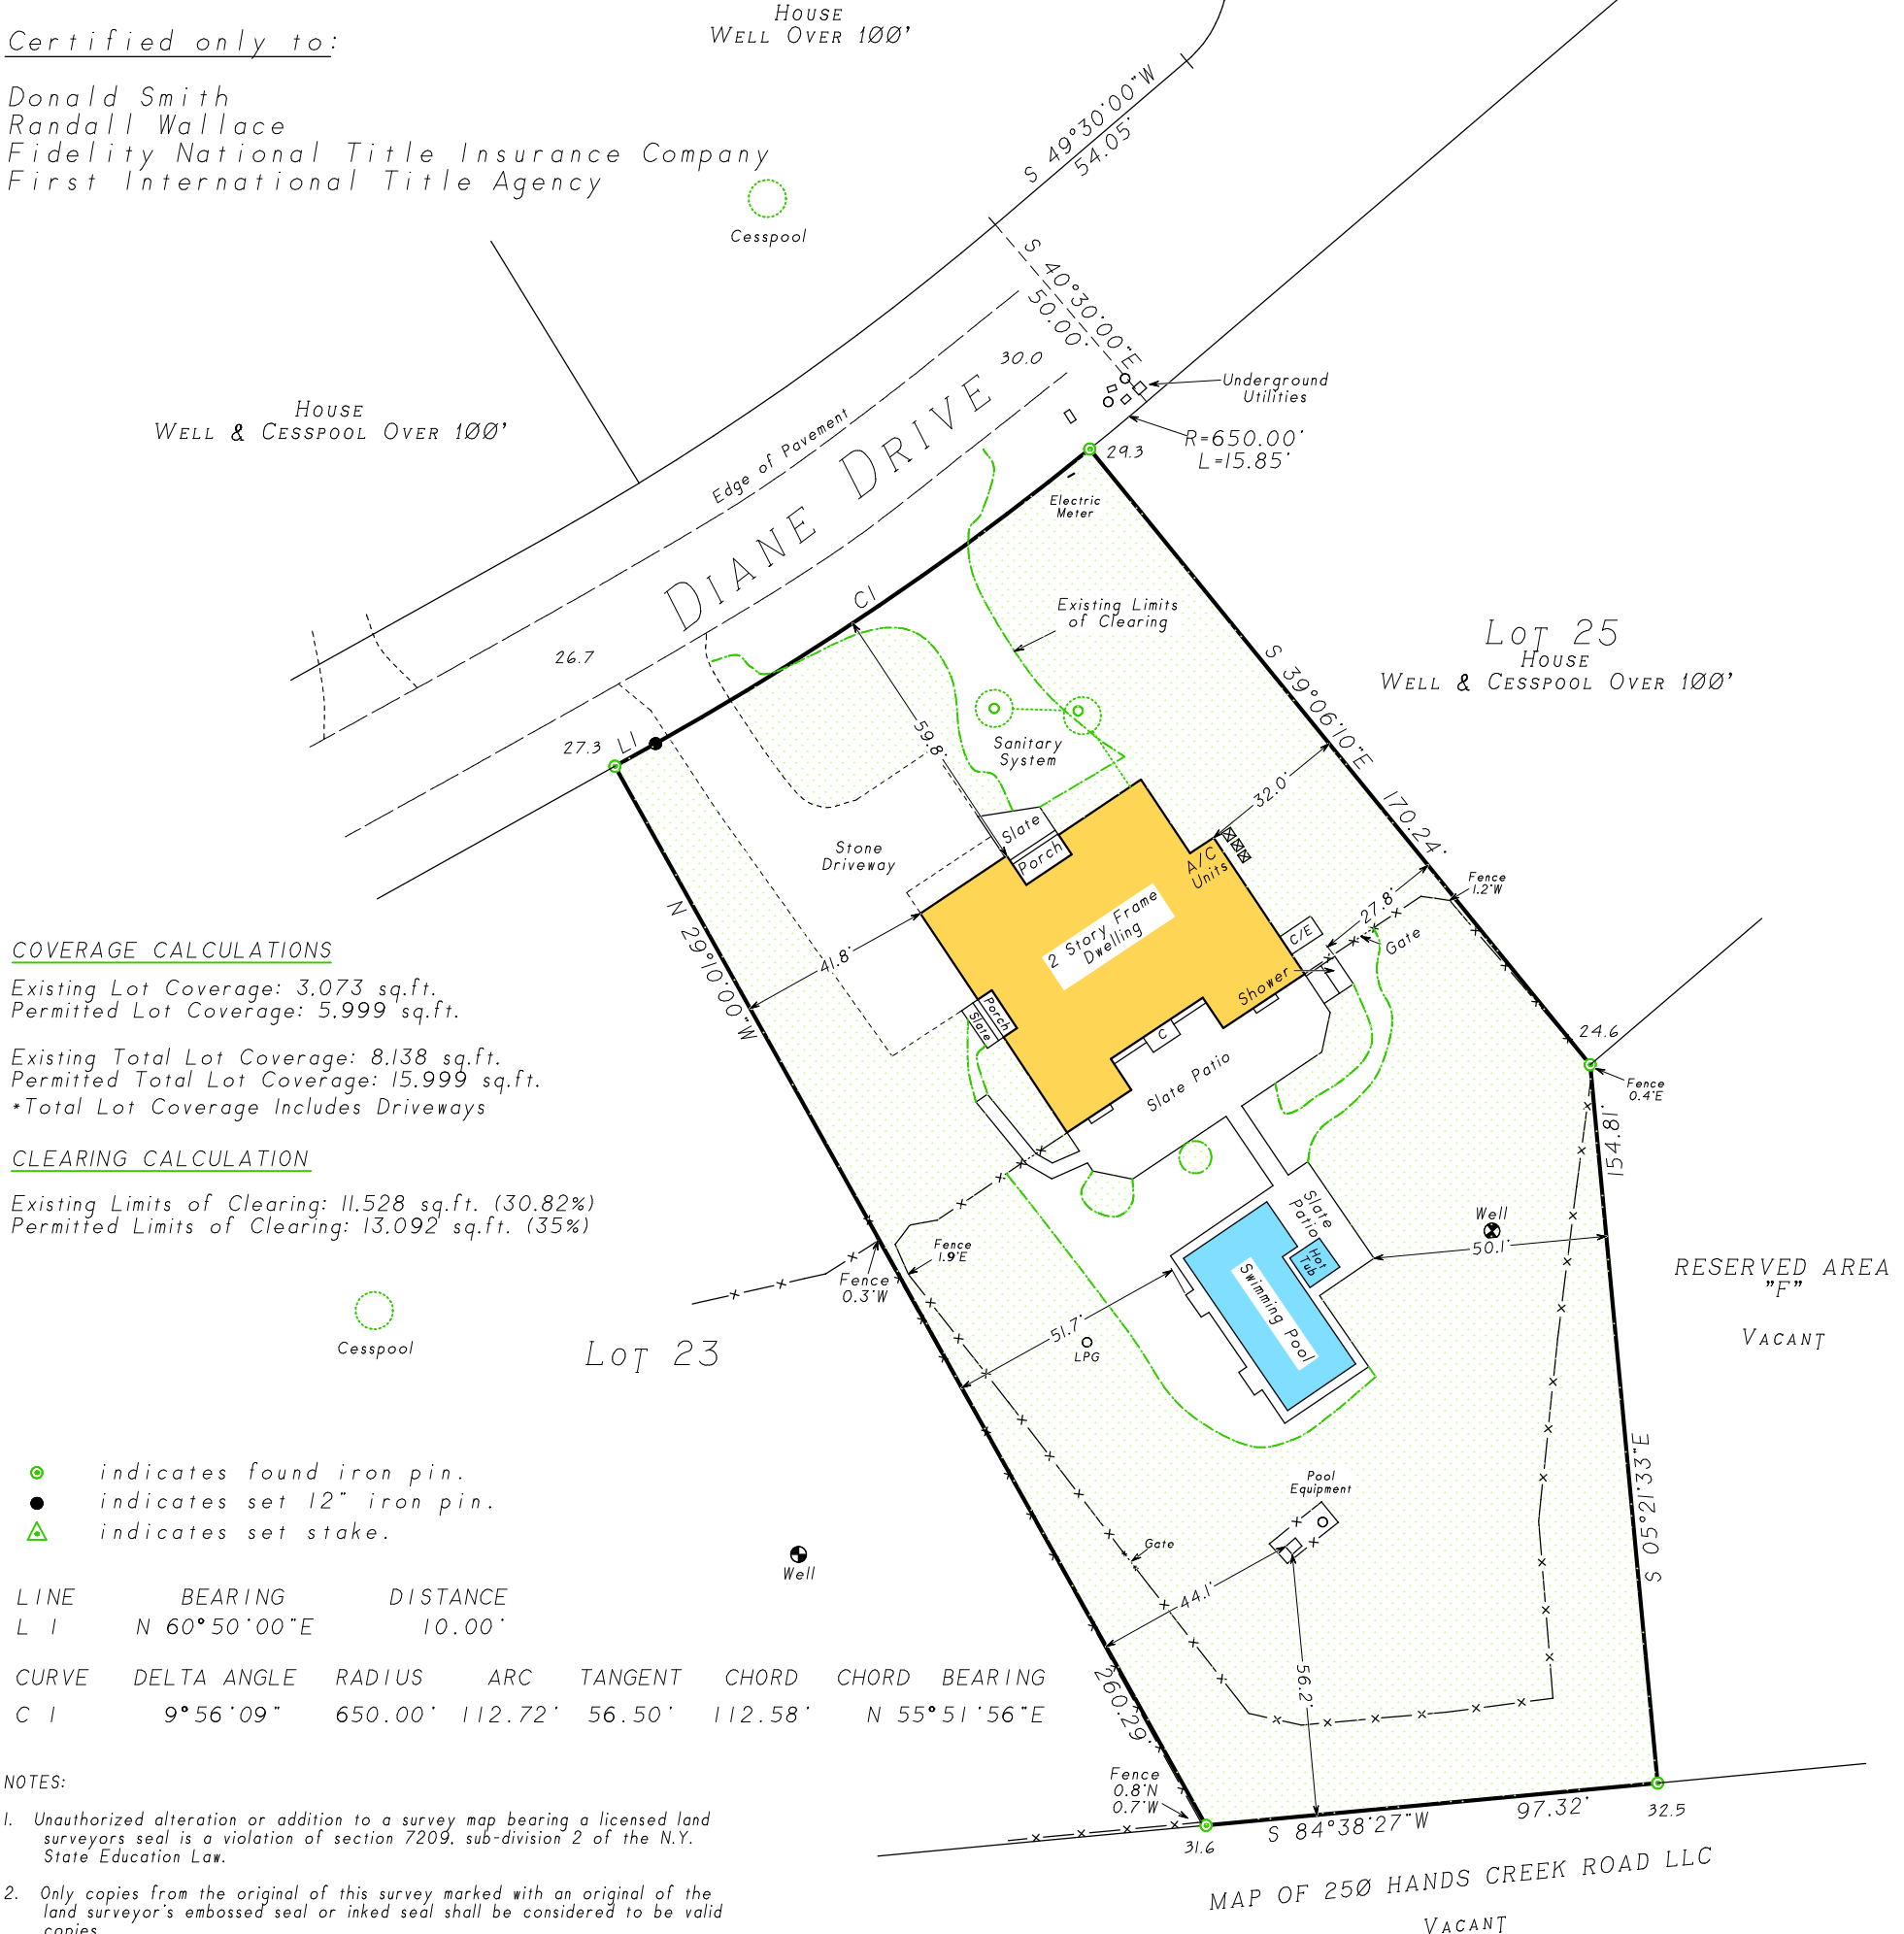 Certified only to:
Donald Smith
Randall Wallace
Fidelity National Title Insurance Company
First International Title Agency
HOUSE
WELL OVER 100'
Cesspool
S 49°30'00"W
54.05'
S 40°30'00"E
50.00'
30.0
HOUSE
WELL & CESSPOOL OVER 100'
Edge of Pavement
DIANE DRIVE
Underground
Utilities
R=650.00'
L=15.85'
29.3
Electric
Meter
C1
Existing Limits
of Clearing
LOT 25
HOUSE
WELL & CESSPOOL OVER 100'
26.7
27.3
L1
59.8'
Sanitary
System
S 39°06'10"E
170.24'
32.0'
Stone
Driveway
Slate
Porch
A/C
Units
Fence
1.2'W
27.8'
Gate
C/E
2 Story Frame
Dwelling
Shower
N 29°10'00"W
41.8'
Porch
Slate
C
Slate Patio
24.6
Fence
0.4'E
154.81'
COVERAGE CALCULATIONS
Existing Lot Coverage: 3,073 sq.ft.
Permitted Lot Coverage: 5,999 sq.ft.
Existing Total Lot Coverage: 8,138 sq.ft.
Permitted Total Lot Coverage: 15,999 sq.ft.
*Total Lot Coverage Includes Driveways
CLEARING CALCULATION
Existing Limits of Clearing: 11,528 sq.ft. (30.82%)
Permitted Limits of Clearing: 13,092 sq.ft. (35%)
Fence
1.9'E
Fence
0.3'W
Slate
Patio
Well
50.1'
Hot
Tub
Swimming Pool
RESERVED AREA
"F"
VACANT
Cesspool
LOT 23
51.7'
LPG
S 05°21'33"E
Pool
Equipment
Gate
44.1'
56.2'
indicates found iron pin.
indicates set 12" iron pin.
indicates set stake.
Well
LINE BEARING DISTANCE
L 1 N 60°50'00"E 10.00'
CURVE DELTA ANGLE RADIUS ARC TANGENT CHORD CHORD BEARING
C 1 9°56'09" 650.00' 112.72' 56.50' 112.58' N 55°51'56"E
260.29'
Fence
0.8'N
0.7'W
31.6
S 84°38'27"W
97.32'
32.5
MAP OF 250 HANDS CREEK ROAD LLC
VACANT
NOTES:
1. Unauthorized alteration or addition to a survey map bearing a licensed land
surveyors seal is a violation of section 7209, sub-division 2 of the N.Y.
State Education Law.
2. Only copies from the original of this survey marked with an original of the
land surveyor's embossed seal or inked seal shall be considered to be valid
copies